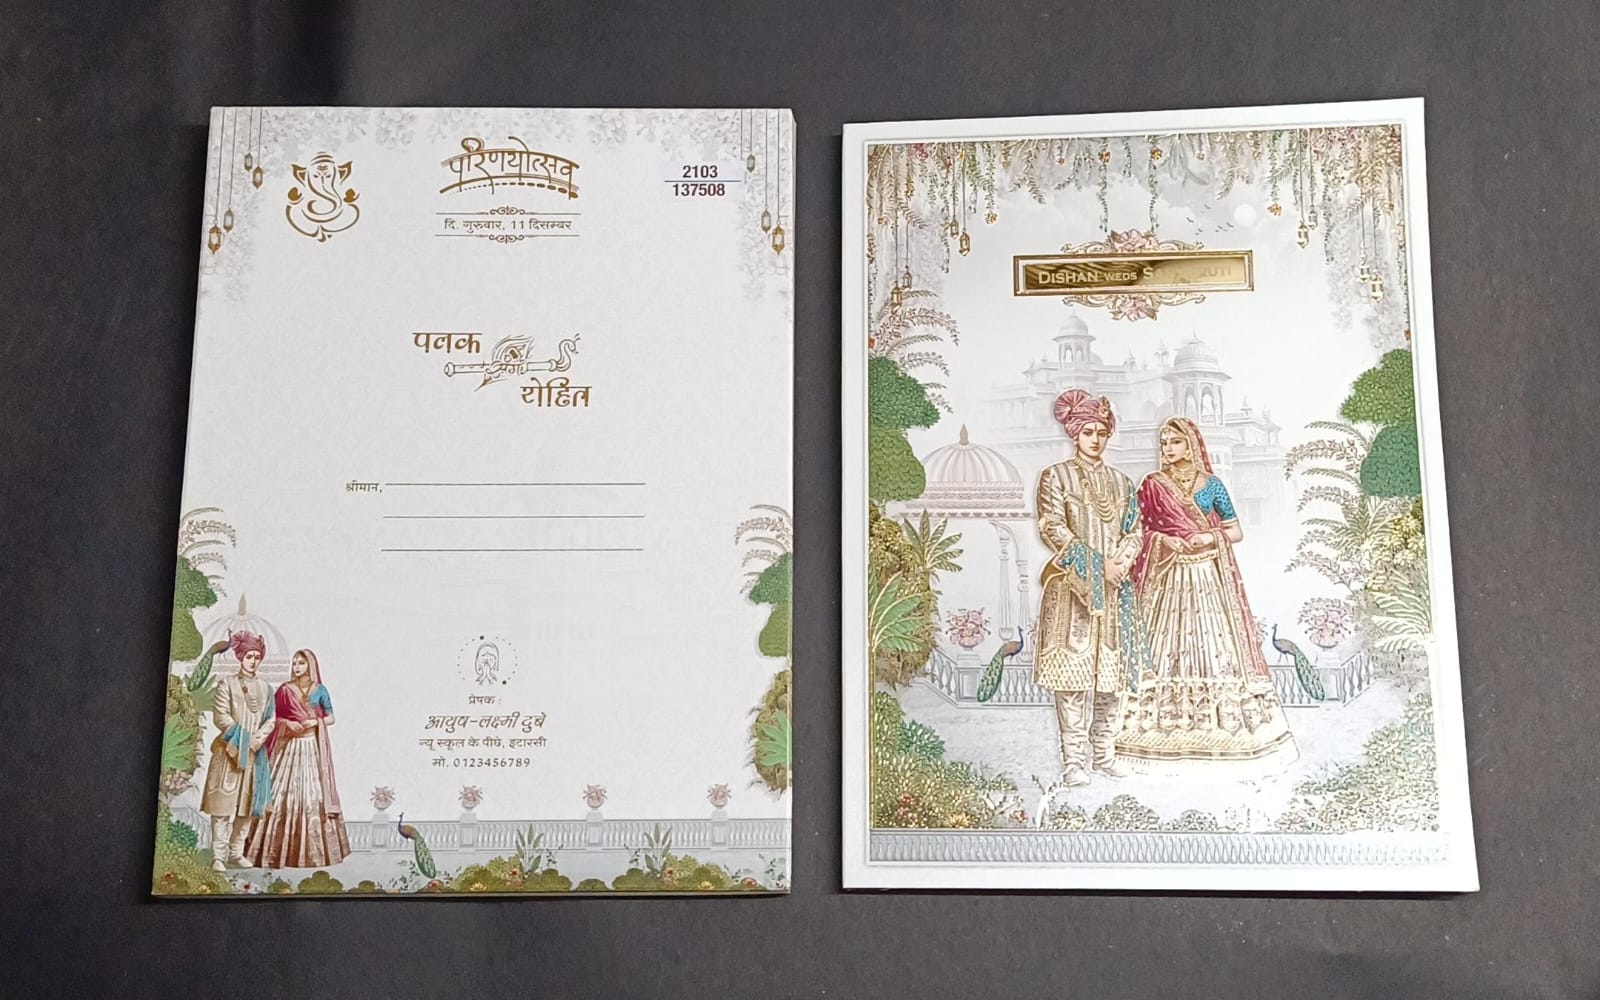 परिणयोत्सव
2103
137508
दि. गुरुवार, 11 दिसम्बर
पलक
संग
रोहित
श्रीमान,
प्रेषक :
आयुष-लक्ष्मी दुबे
न्यू स्कूल के पीछे, इटारसी
मो. 0123456789
DISHAN WEDS